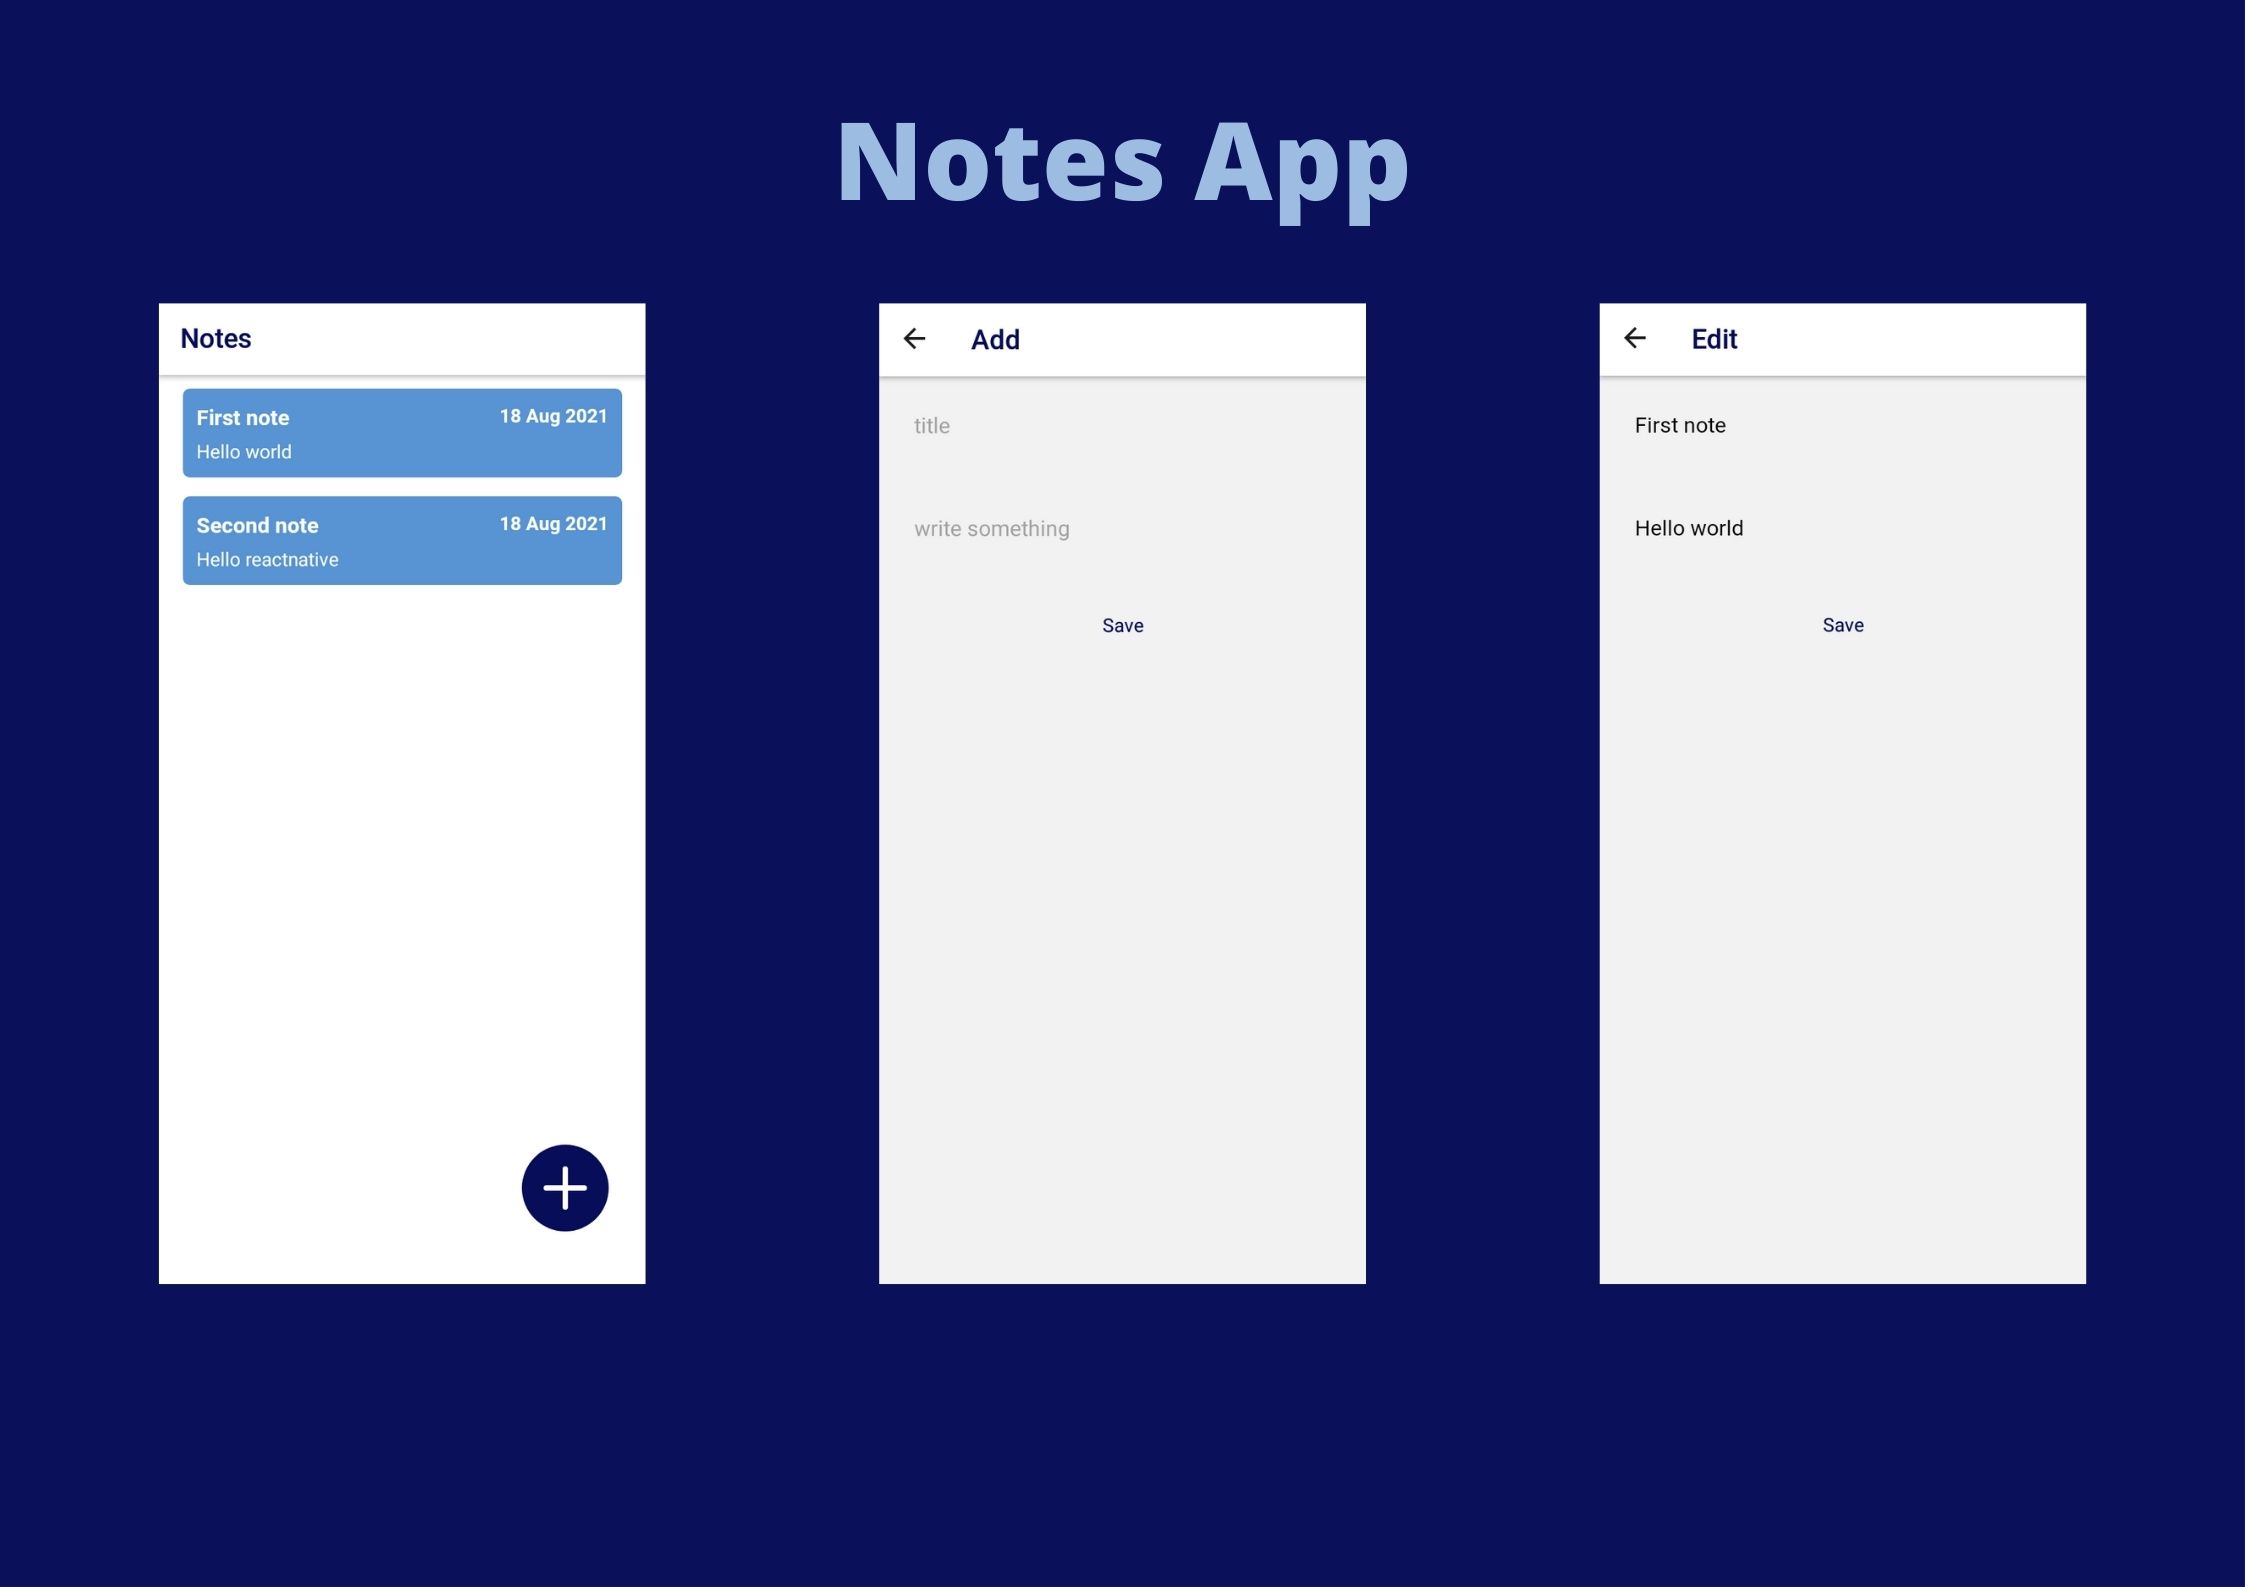 Notes App
Notes
First note
18 Aug 2021
Hello world
Second note
18 Aug 2021
Hello reactnative
Add
title
write something
Save
Edit
First note
Hello world
Save